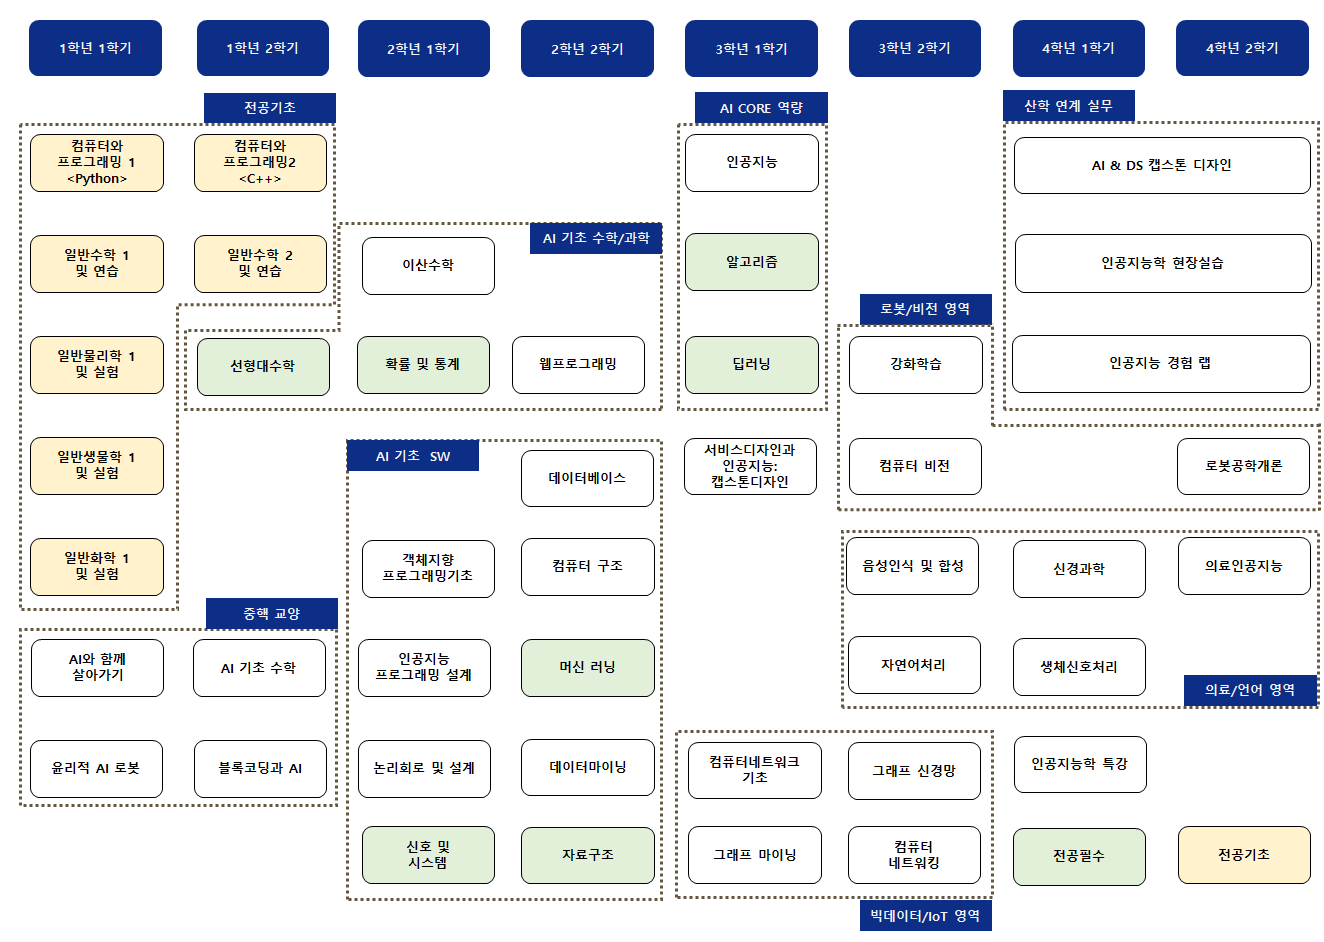 1학년 1학기
1학년 2학기
2학년 1학기
2학년 2학기
3학년 1학기
3학년 2학기
4학년 1학기
4학년 2학기
전공기초
컴퓨터와
프로그래밍 1
<Python>
컴퓨터와
프로그래밍2
<C++>
일반수학 1
및 연습
일반수학 2
및 연습
일반물리학 1
및 실험
일반생물학 1
및 실험
일반화학 1
및 실험
AI 기초 수학/과학
이산수학
선형대수학
확률 및 통계
웹프로그래밍
AI CORE 역량
인공지능
알고리즘
딥러닝
서비스디자인과
인공지능:
캡스톤디자인
산학 연계 실무
AI & DS 캡스톤 디자인
인공지능학 현장실습
인공지능 경험 랩
로봇/비전 영역
강화학습
컴퓨터 비전
로봇공학개론
AI 기초 SW
데이터베이스
객체지향
프로그래밍기초
컴퓨터 구조
인공지능
프로그래밍 설계
머신 러닝
논리회로 및 설계
데이터마이닝
신호 및
시스템
자료구조
중핵 교양
AI와 함께
살아가기
AI 기초 수학
윤리적 AI 로봇
블록코딩과 AI
음성인식 및 합성
신경과학
의료인공지능
자연어처리
생체신호처리
의료/언어 영역
컴퓨터네트워크
기초
그래프 신경망
그래프 마이닝
컴퓨터
네트워킹
빅데이터/IoT 영역
인공지능학 특강
전공필수
전공기초